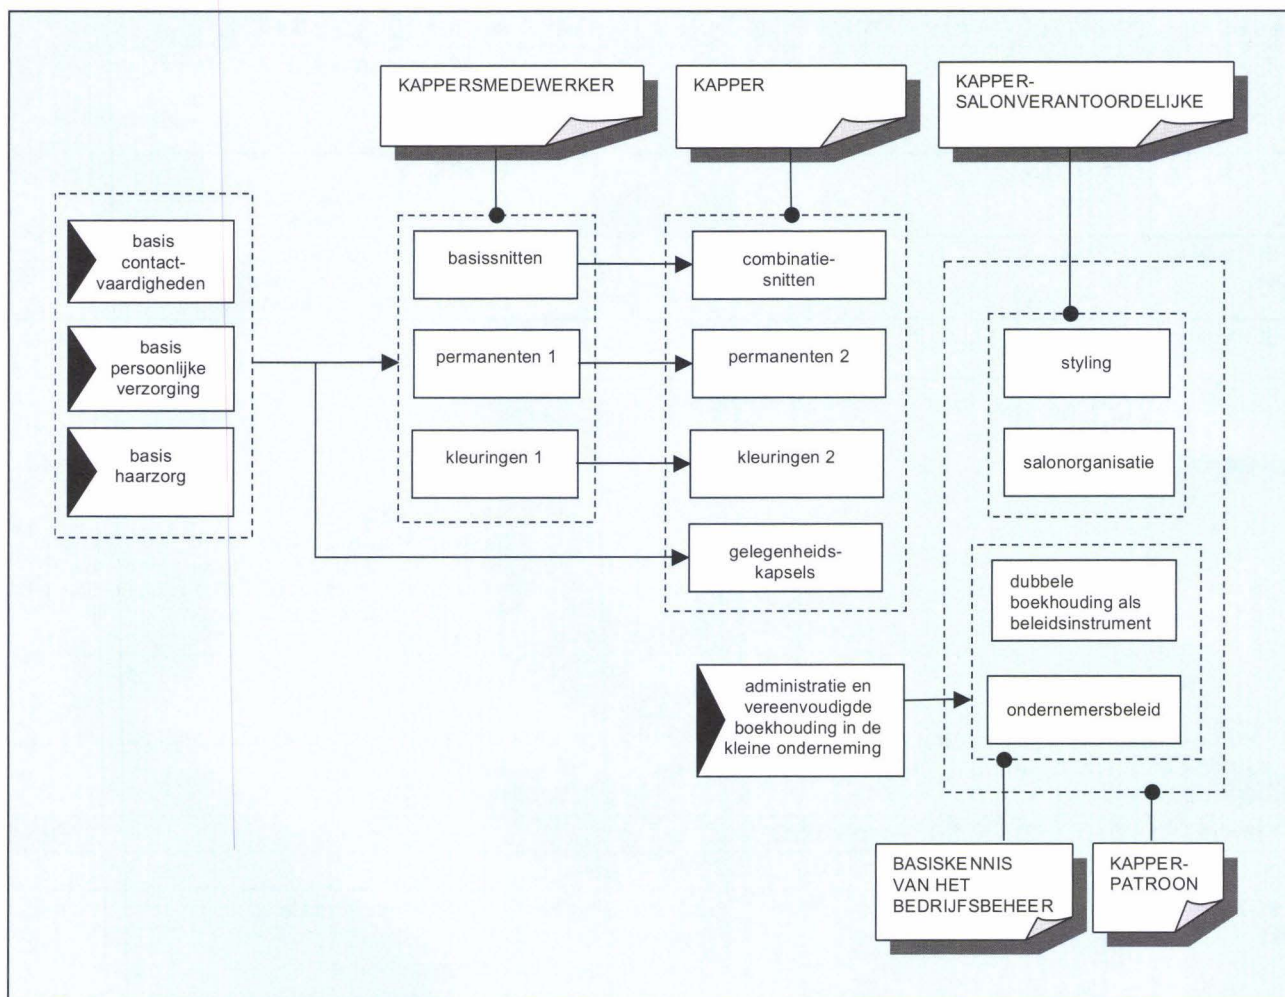 KAPPERSMEDEWERKER
KAPPER
KAPPER-
SALONVERANTOORDELIJKE
basis
contact-
vaardigheden
basis
persoonlijke
verzorging
basis
haarzorg
basissnitten
permanenten 1
kleuringen 1
combinatie-
snitten
permanenten 2
kleuringen 2
gelegenheids-
kapsels
styling
salonorganisatie
dubbele
boekhouding als
beleidsinstrument
ondernemersbeleid
administratie en
vereenvoudigde
boekhouding in de
kleine onderneming
BASISKENNIS
VAN HET
BEDRIJFSBEHEER
KAPPER-
PATROON